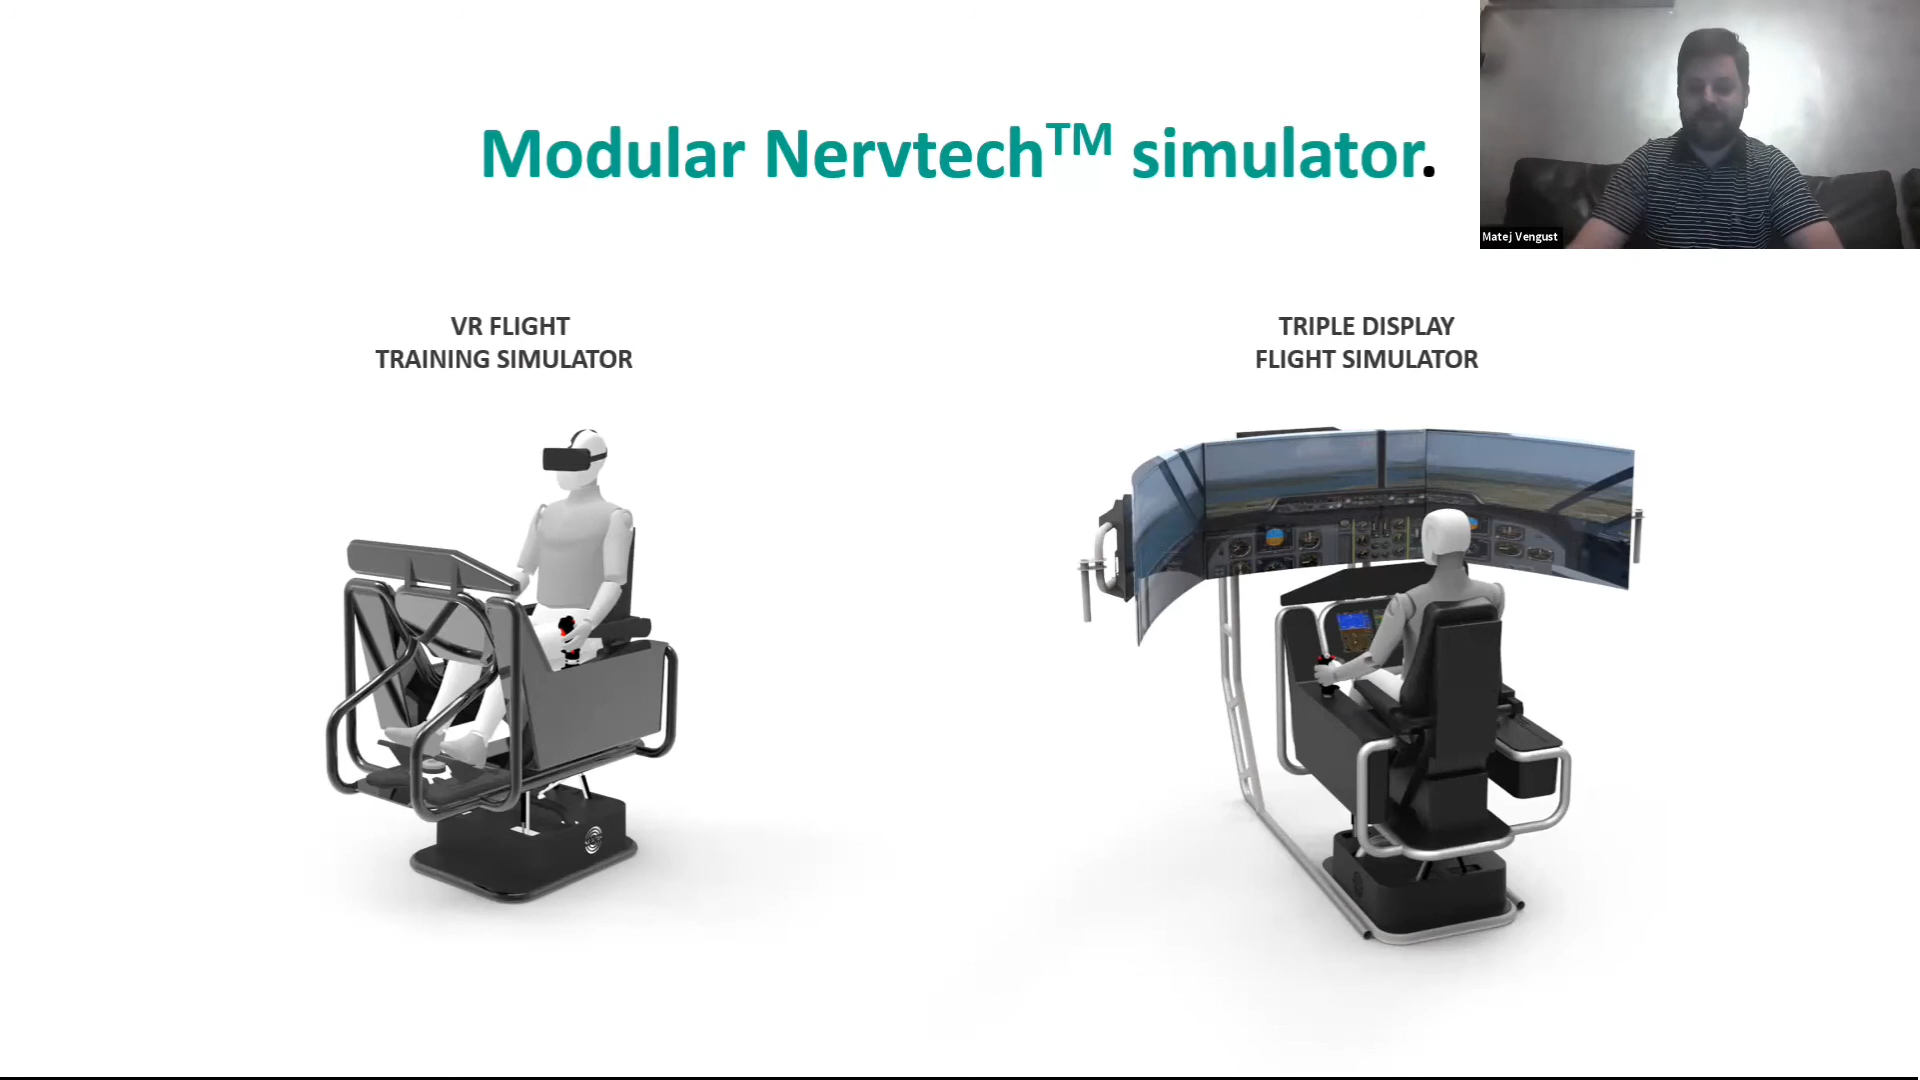 Modular Nervtech™ simulator.
Matej Vengust
VR FLIGHT
TRAINING SIMULATOR
TRIPLE DISPLAY
FLIGHT SIMULATOR